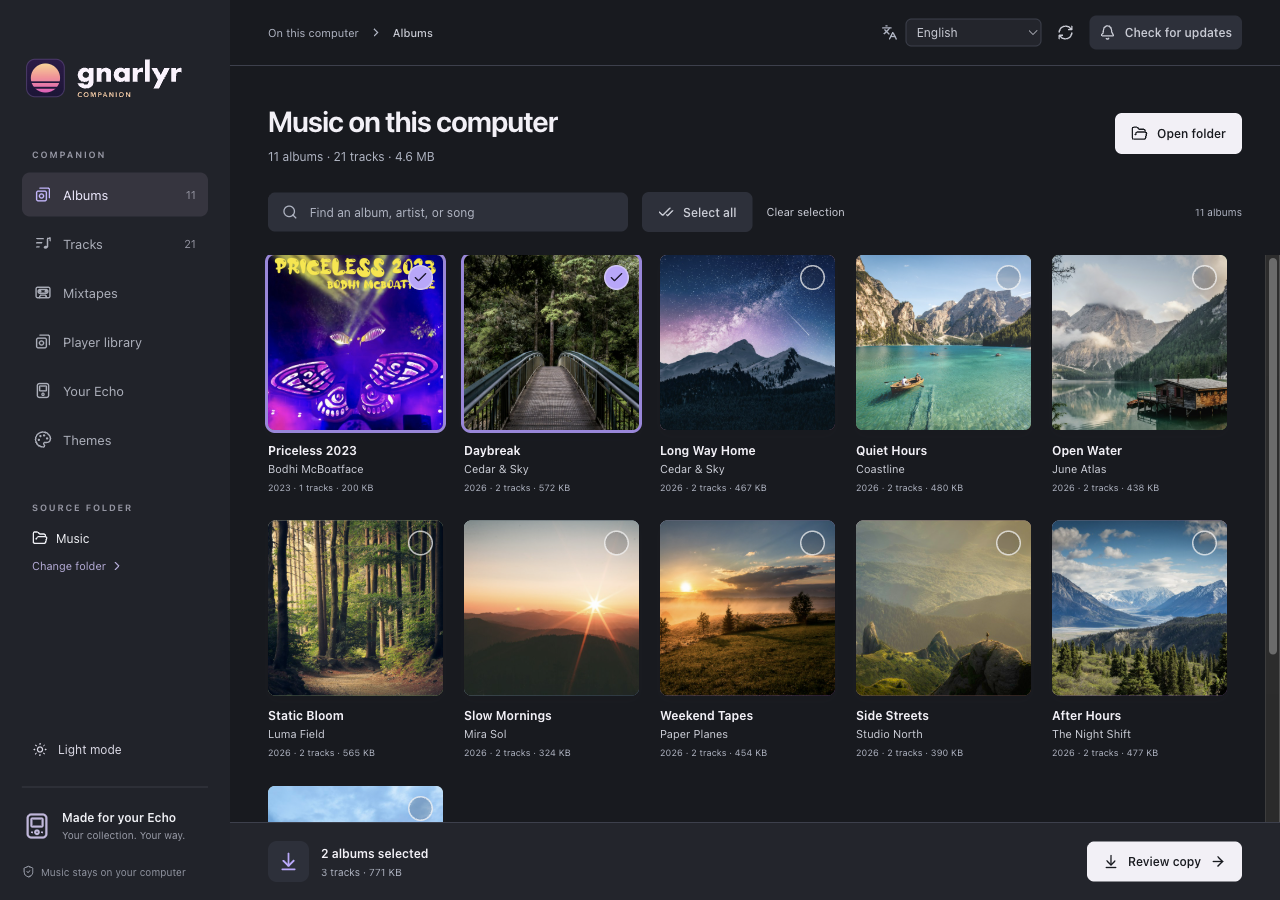 gnarlyr
COMPANION
COMPANION
Albums 11
Tracks 21
Mixtapes
Player library
Your Echo
Themes
SOURCE FOLDER
Music
Change folder
Light mode
Made for your Echo
Your collection. Your way.
Music stays on your computer
On this computer > Albums
English
Check for updates
Music on this computer
11 albums · 21 tracks · 4.6 MB
Open folder
Find an album, artist, or song
Select all
Clear selection
11 albums
PRICELESS 2023
BODHI MCBOATFACE
Priceless 2023
Bodhi McBoatface
2023 · 1 tracks · 200 KB
Daybreak
Cedar & Sky
2026 · 2 tracks · 572 KB
Long Way Home
Cedar & Sky
2026 · 2 tracks · 467 KB
Quiet Hours
Coastline
2026 · 2 tracks · 480 KB
Open Water
June Atlas
2026 · 2 tracks · 438 KB
Static Bloom
Luma Field
2026 · 2 tracks · 565 KB
Slow Mornings
Mira Sol
2026 · 2 tracks · 324 KB
Weekend Tapes
Paper Planes
2026 · 2 tracks · 454 KB
Side Streets
Studio North
2026 · 2 tracks · 390 KB
After Hours
The Night Shift
2026 · 2 tracks · 477 KB
2 albums selected
3 tracks · 771 KB
Review copy